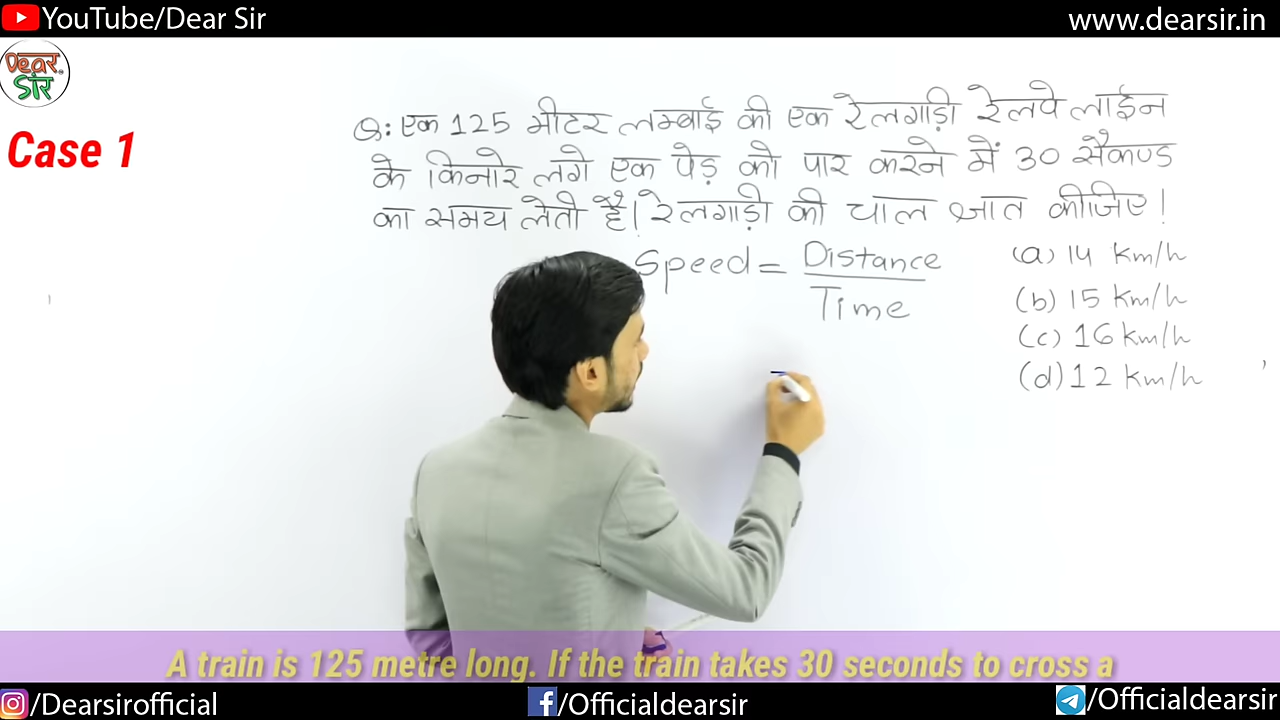 YouTube/Dear Sir
www.dearsir.in
Dear
Sir
Case 1
Q: एक 125 मीटर लम्बाई की एक रेलगाड़ी रेलवे लाईन
के किनारे लगे एक पेड़ को पार करने में 30 सैकण्ड
का समय लेती है। रेलगाड़ी की चाल ज्ञात कीजिए।
Speed = Distance
Time
(a) 14 km/h
(b) 15 km/h
(c) 16 km/h
(d) 12 km/h
A train is 125 metre long. If the train takes 30 seconds to cross a
/Dearsirofficial
/Officialdearsir
/Officialdearsir